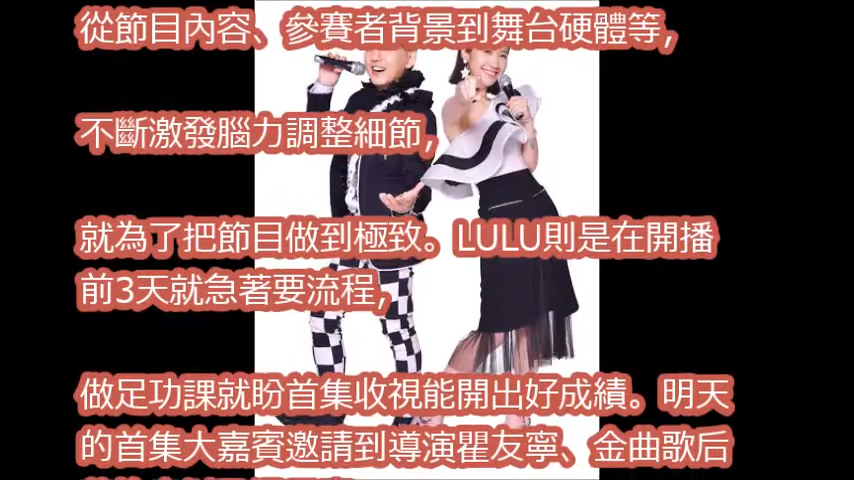 從節目內容、參賽者背景到舞台硬體等,
不斷激發腦力調整細節,
就為了把節目做到極致。LULU則是在開播
前3天就急著要流程,
做足功課就盼首集收視能開出好成績。明天
的首集大嘉賓邀請到導演瞿友寧、金曲歌后